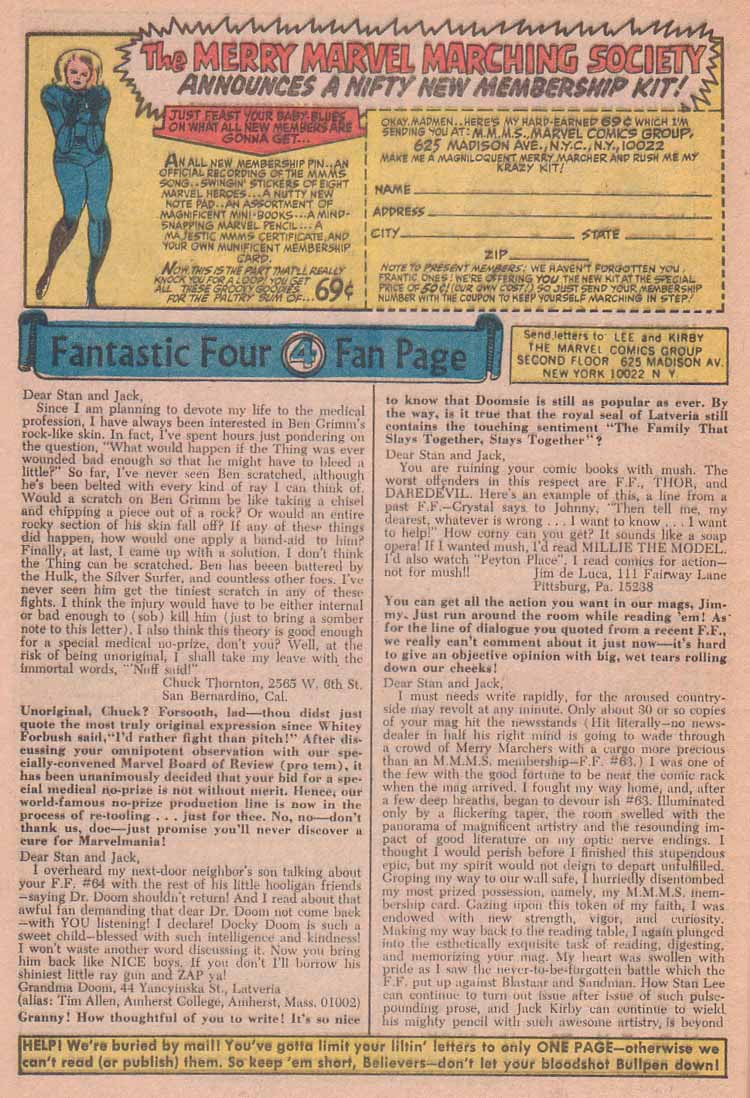 The MERRY MARVEL MARCHING SOCIETY
ANNOUNCES A NIFTY NEW MEMBERSHIP KIT!
JUST FEAST YOUR BABY-BLUES
ON WHAT ALL NEW MEMBERS ARE
GONNA GET...
AN ALL NEW MEMBERSHIP PIN...AN
OFFICIAL RECORDING OF THE MMMS
SONG...SWINGIN' STICKERS OF EIGHT
MARVEL HEROES...A NUTTY NEW
NOTE PAD...AN ASSORTMENT OF
MAGNIFICENT MINI-BOOKS...A MIND-
SNAPPING MARVEL PENCIL...A
MAJESTIC MMMS CERTIFICATE, AND
YOUR OWN MUNIFICENT MEMBERSHIP
CARD.
NOW THIS IS THE PART THAT'LL REALLY
KNOCK YOU FOR A LOOP! YOU GET
ALL THESE GROOVY GOODIES
FOR THE PALTRY SUM OF...69¢
OKAY, MADMEN...HERE'S MY HARD-EARNED 69¢ WHICH I'M
SENDING YOU AT: M.M.M.S., MARVEL COMICS GROUP,
625 MADISON AVE., N.Y.C., N.Y., 10022
MAKE ME A MAGNILOQUENT MERRY MARCHER AND RUSH ME MY
KRAZY KIT!
NAME
ADDRESS
CITY STATE
ZIP
NOTE TO PRESENT MEMBERS: WE HAVEN'T FORGOTTEN YOU,
FRANTIC ONES! WE'RE OFFERING YOU THE NEW KIT AT THE SPECIAL
PRICE OF 50¢! (OUR OWN COST!) SO JUST SEND YOUR MEMBERSHIP
NUMBER WITH THE COUPON TO KEEP YOURSELF MARCHING IN STEP!
Fantastic Four 4 Fan Page
Send letters to LEE and KIRBY
THE MARVEL COMICS GROUP
SECOND FLOOR 625 MADISON AV.
NEW YORK 10022 N Y
Dear Stan and Jack,
Since I am planning to devote my life to the medical
profession, I have always been interested in Ben Grimm's
rock-like skin. In fact, I've spent hours just pondering on
the question, "What would happen if the Thing was ever
wounded bad enough so that he might have to bleed a
little?" So far, I've never seen Ben scratched, although
he's been belted with every kind of ray I can think of.
Would a scratch on Ben Grimm be like taking a chisel
and chipping a piece out of a rock? Or would an entire
rocky section of his skin fall off? If any of these things
did happen, how would one apply a band-aid to him?
Finally, at last, I came up with a solution. I don't think
the Thing can be scratched. Ben has beeen battered by
the Hulk, the Silver Surfer, and countless other foes. I've
never seen him get the tiniest scratch in any of these
fights. I think the injury would have to be either internal
or bad enough to (sob) kill him (just to bring a somber
note to this letter). I also think this theory is good enough
for a special medical no-prize, don't you? Well, at the
risk of being unoriginal, I shall take my leave with the
immortal words, "Nuff said!"
Chuck Thornton, 2565 W. 6th St.
San Bernardino, Cal.
Unoriginal, Chuck? Forsooth, lad—thou didst just
quote the most truly original expression since Whitey
Forbush said,"I'd rather fight than pitch!" After dis-
cussing your omnipotent observation with our spe-
cially-convened Marvel Board of Review (pro tem), it
has been unanimously decided that your bid for a spe-
cial medical no-prize is not without merit. Hence, our
world-famous no-prize production line is now in the
process of re-tooling . . . just for thee. No, no—don't
thank us, doc—just promise you'll never discover a
cure for Marvelmania!
Dear Stan and Jack,
I overheard my next-door neighbor's son talking about
your F.F. #64 with the rest of his little hooligan friends
—saying Dr. Doom shouldn't return! And I read about that
awful fan demanding that dear Dr. Doom not come back
—with YOU listening! I declare! Docky Doom is such a
sweet child—blessed with such intelligence and kindness!
I won't waste another word discussing it. Now you bring
him back like NICE boys. If you don't I'll borrow his
shiniest little ray gun and ZAP ya!
Grandma Doom, 44 Yancyinska St., Latveria
(alias: Tim Allen, Amherst College, Amherst, Mass. 01002)
Granny! How thoughtful of you to write! It's so nice
to know that Doomsie is still as popular as ever. By
the way, is it true that the royal seal of Latveria still
contains the touching sentiment "The Family That
Slays Together, Stays Together"?
Dear Stan and Jack,
You are ruining your comic books with mush. The
worst offenders in this respect are F.F., THOR, and
DAREDEVIL. Here's an example of this, a line from a
past F.F.—Crystal says to Johnny, "Then tell me, my
dearest, whatever is wrong . . . I want to know . . . I want
to help!" How corny can you get? It sounds like a soap
opera! If I wanted mush, I'd read MILLIE THE MODEL.
I'd also watch "Peyton Place". I read comics for action—
not for mush!! Jim de Luca, 111 Fairway Lane
Pittsburg, Pa. 15238
You can get all the action you want in our mags, Jim-
my. Just run around the room while reading 'em! As
for the line of dialogue you quoted from a recent F.F.,
we really can't comment about it just now—it's hard
to give an objective opinion with big, wet tears rolling
down our cheeks!
Dear Stan and Jack,
I must needs write rapidly, for the aroused country-
side may revolt at any minute. Only about 30 or so copies
of your mag hit the newsstands (Hit literally—no news-
dealer in half his right mind is going to wade through
a crowd of Merry Marchers with a cargo more precious
than an M.M.M.S. membership—F.F. #63.) I was one of
the few with the good fortune to be near the comic rack
when the mag arrived. I fought my way home, and, after
a few deep breaths, began to devour ish #63. Illuminated
only by a flickering taper, the room swelled with the
panorama of magnificent artistry and the resounding im-
pact of good literature on my optic nerve endings. I
thought I would perish before I finished this stupendous
epic, but my spirit would not deign to depart unfulfilled.
Groping my way to our wall safe, I hurriedly disentombed
my most prized possession, namely, my M.M.M.S. mem-
bership card. Gazing upon this token of my faith, I was
endowed with new strength, vigor, and curiosity.
Making my way back to the reading table, I again plunged
into the esthetically exquisite task of reading, digesting,
and memorizing your mag. My heart was swollen with
pride as I saw the never-to-be-forgotten battle which the
F.F. put up against Blastaar and Sandman. How Stan Lee
can continue to turn out issue after issue of such pulse-
pounding prose, and Jack Kirby can continue to wield
his mighty pencil with such awesome artistry, is beyond
HELP! We're buried by mail! You've gotta limit your liltin' letters to only ONE PAGE—otherwise we
can't read (or publish) them. So keep 'em short, Believers—don't let your bloodshot Bullpen down!